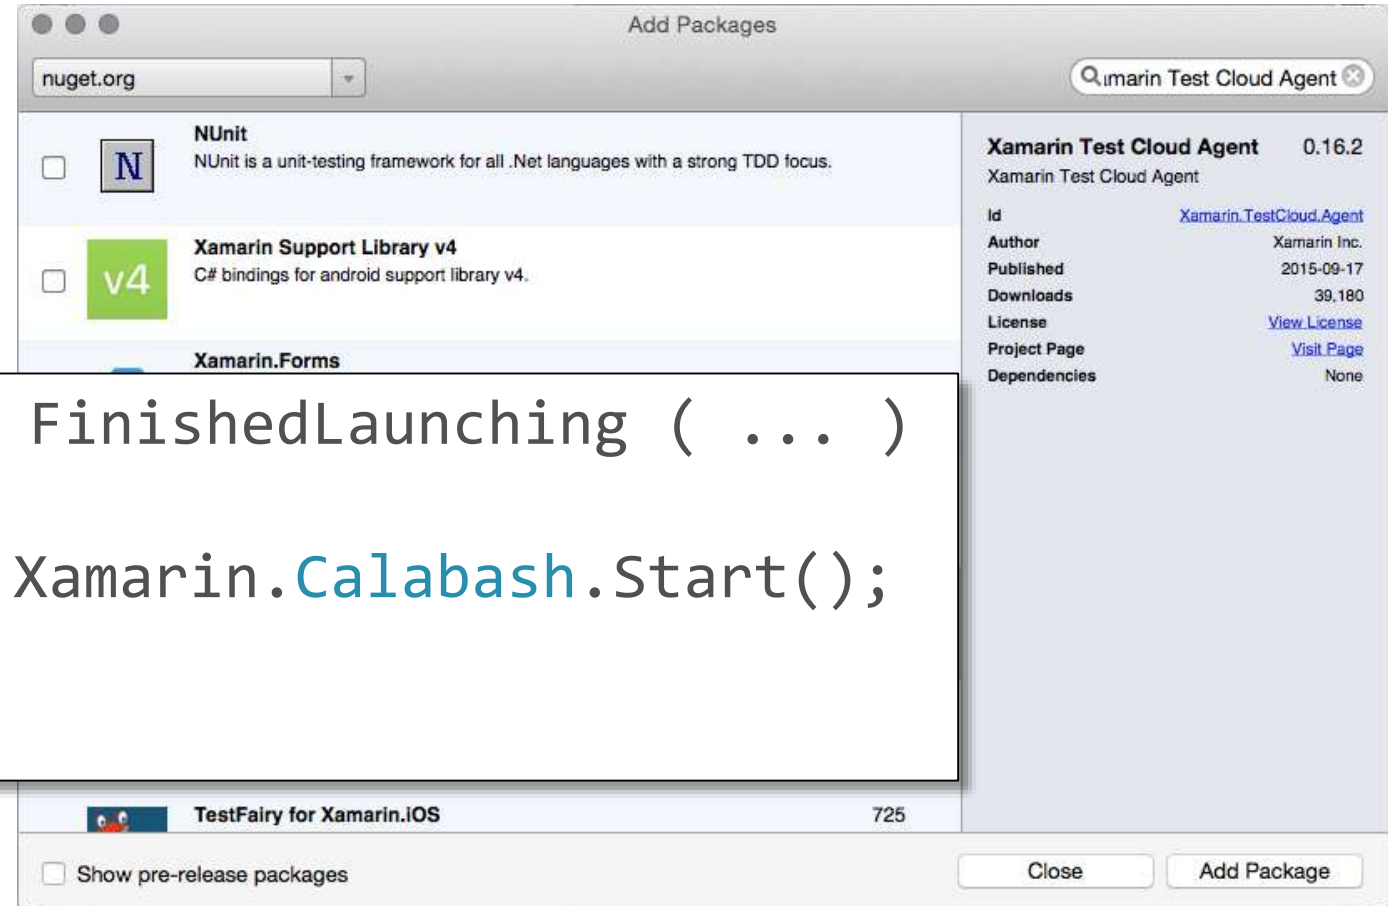 Add Packages
nuget.org
marin Test Cloud Agent
N
NUnit
NUnit is a unit-testing framework for all .Net languages with a strong TDD focus.
v4
Xamarin Support Library v4
C# bindings for android support library v4.
Xamarin.Forms
FinishedLaunching ( ... )
Xamarin.Calabash.Start();
TestFairy for Xamarin.iOS 725
Xamarin Test Cloud Agent 0.16.2
Xamarin Test Cloud Agent
Id Xamarin.TestCloud.Agent
Author Xamarin Inc.
Published 2015-09-17
Downloads 39,180
License View License
Project Page Visit Page
Dependencies None
Show pre-release packages
Close
Add Package